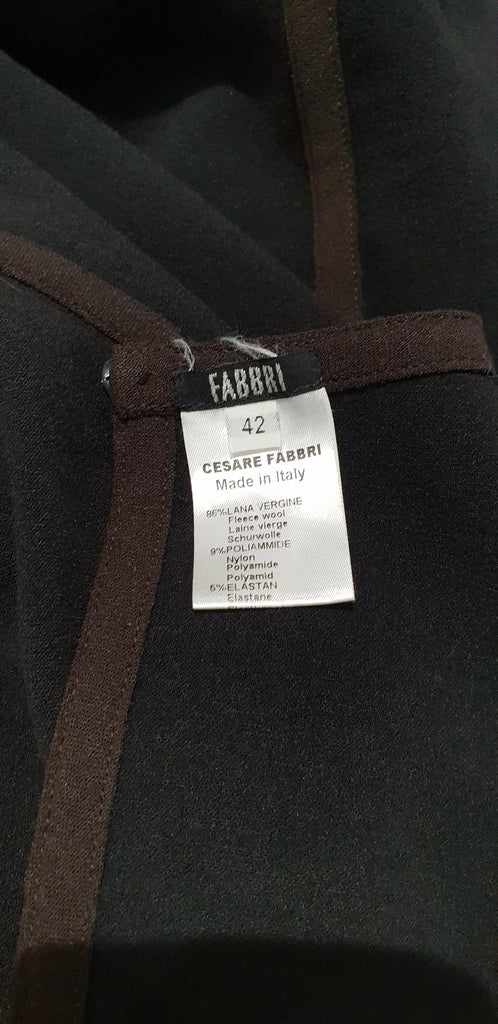 FABBRI
42
CESARE FABBRI
Made in Italy
86%LANA VERGINE
Fleece wool
Laine vierge
Schurwolle
9%POLIAMMIDE
Nylon
Polyamide
Polyamid
5%ELASTAN
Elastane